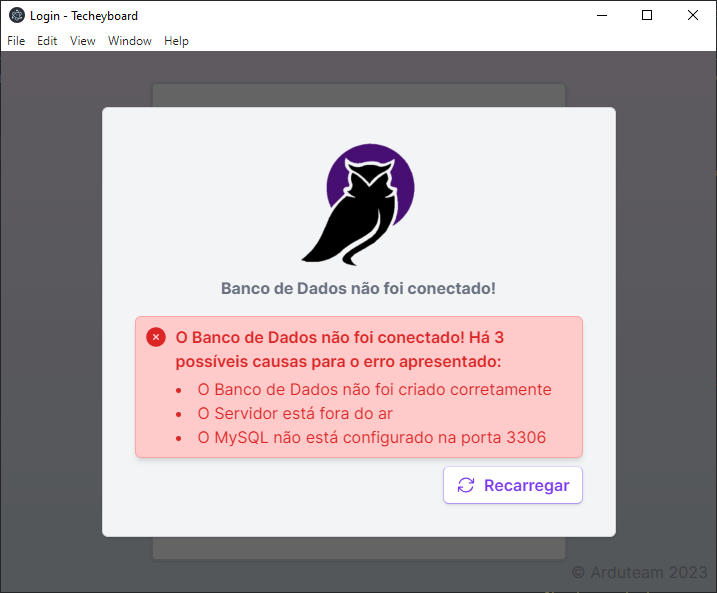 Login - Techeyboard
File Edit View Window Help
Banco de Dados não foi conectado!
O Banco de Dados não foi conectado! Há 3
possíveis causas para o erro apresentado:
• O Banco de Dados não foi criado corretamente
• O Servidor está fora do ar
• O MySQL não está configurado na porta 3306
Recarregar
© Arduteam 2023